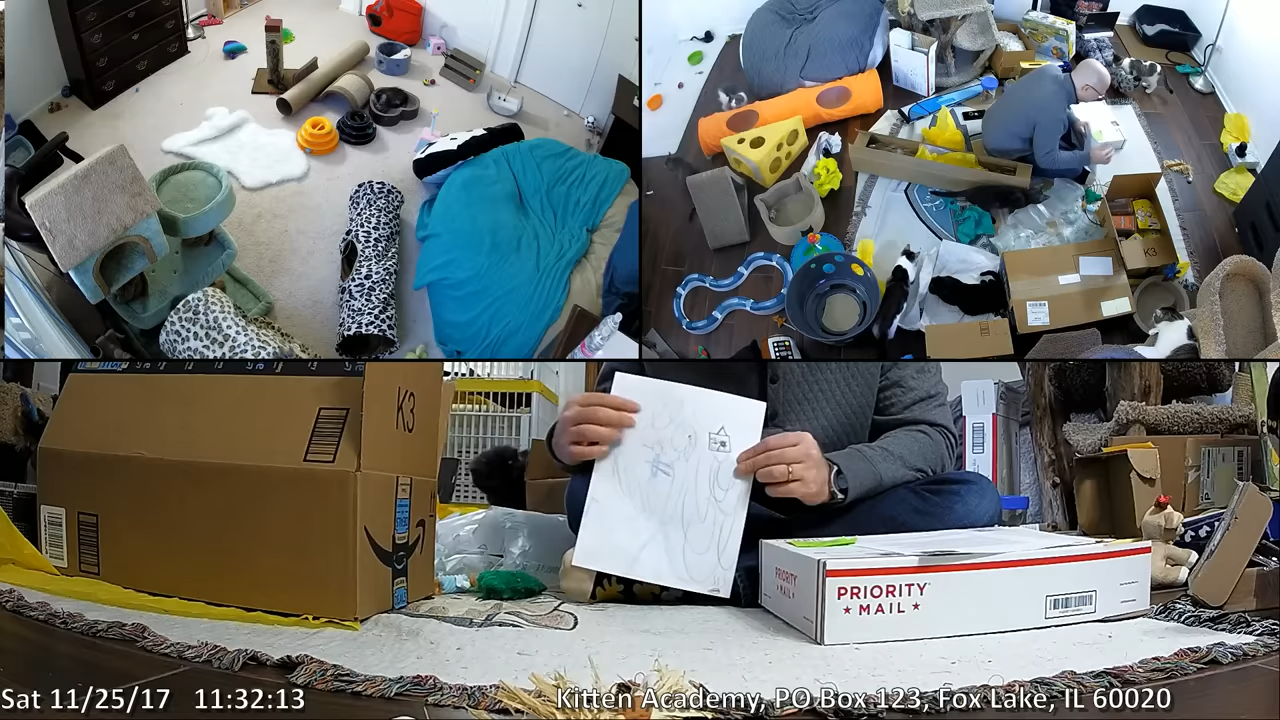 K3
K3
PRIORITY
MAIL
PRIORITY
★ MAIL ★
Sat 11/25/17 11:32:13
Kitten Academy, PO Box 123, Fox Lake, IL 60020